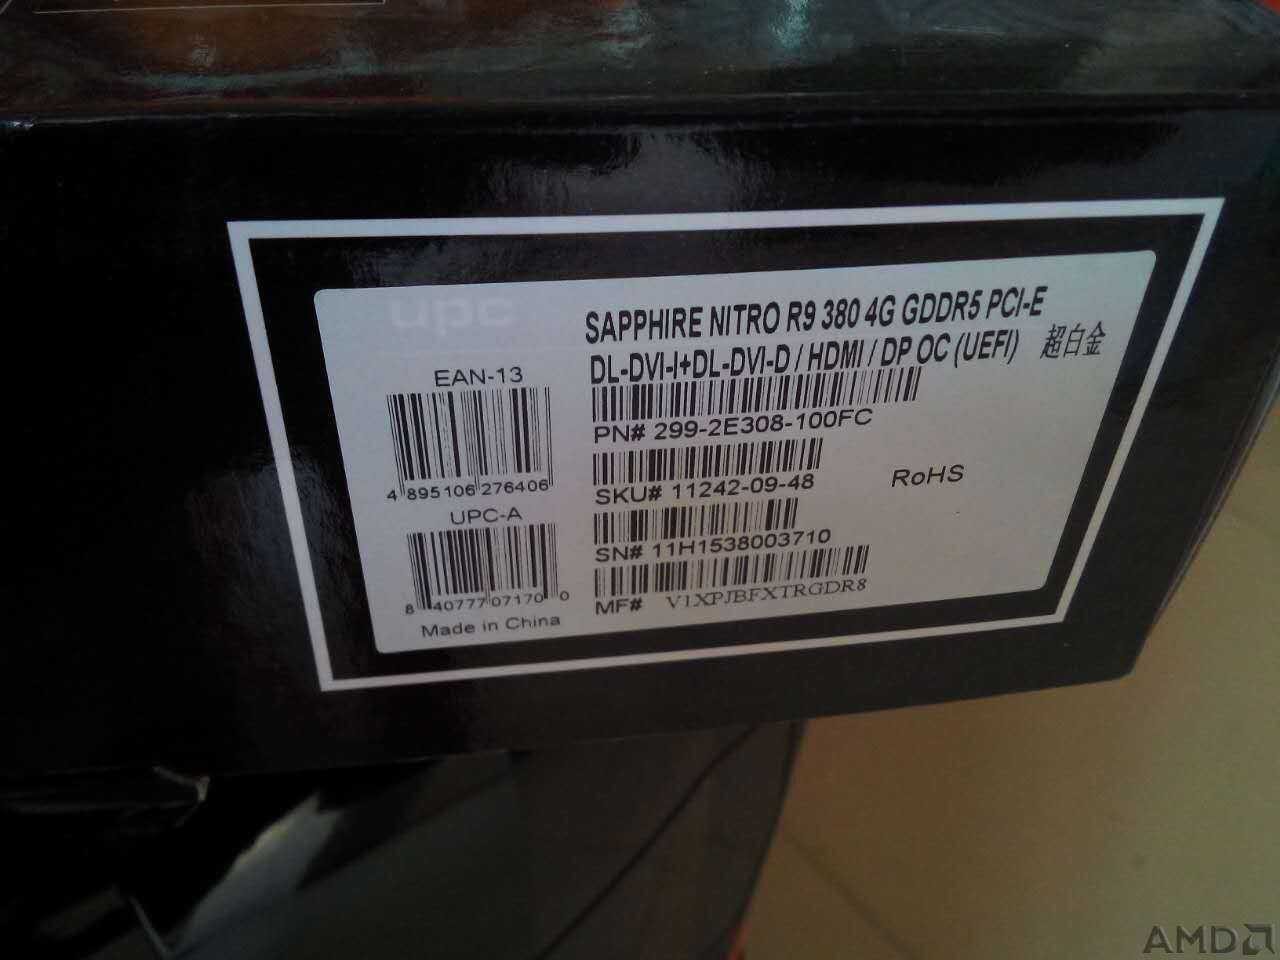 upc
SAPPHIRE NITRO R9 380 4G GDDR5 PCI-E
DL-DVI-I+DL-DVI-D / HDMI / DP OC (UEFI) 超白金
EAN-13
4 895106 276406
UPC-A
8 40777 07170 0
Made in China
PN# 299-2E308-100FC
SKU# 11242-09-48
RoHS
SN# 11H1538003710
MF# V1XPJBFXTRGDR8
AMD